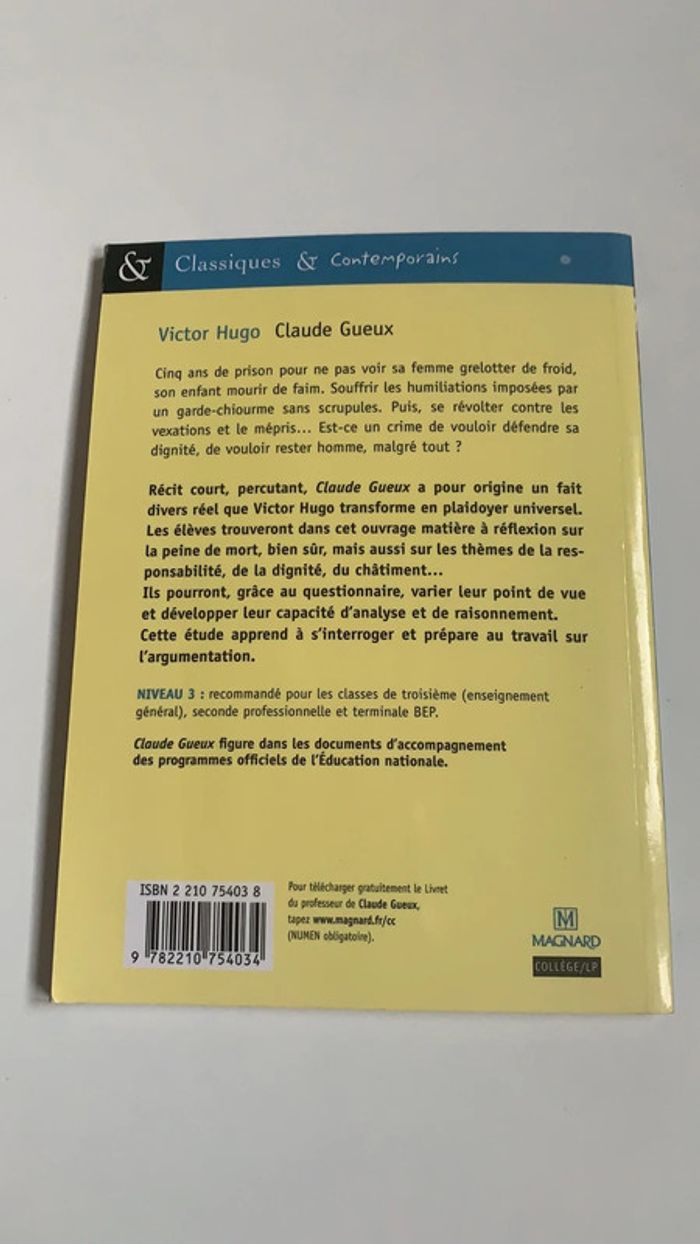 & Classiques & Contemporains
Victor Hugo Claude Gueux
Cinq ans de prison pour ne pas voir sa femme grelotter de froid,
son enfant mourir de faim. Souffrir les humiliations imposées par
un garde-chiourme sans scrupules. Puis, se révolter contre les
vexations et le mépris... Est-ce un crime de vouloir défendre sa
dignité, de vouloir rester homme, malgré tout ?
Récit court, percutant, Claude Gueux a pour origine un fait
divers réel que Victor Hugo transforme en plaidoyer universel.
Les élèves trouveront dans cet ouvrage matière à réflexion sur
la peine de mort, bien sûr, mais aussi sur les thèmes de la res-
ponsabilité, de la dignité, du châtiment...
Ils pourront, grâce au questionnaire, varier leur point de vue
et développer leur capacité d'analyse et de raisonnement.
Cette étude apprend à s'interroger et prépare au travail sur
l'argumentation.
NIVEAU 3 : recommandé pour les classes de troisième (enseignement
général), seconde professionnelle et terminale BEP.
Claude Gueux figure dans les documents d'accompagnement
des programmes officiels de l'Éducation nationale.
ISBN 2 210 75403 8
9 782210 754034
Pour télécharger gratuitement le Livret
du professeur de Claude Gueux,
tapez www.magnard.fr/cc
(NUMEN obligatoire).
M
MAGNARD
COLLÈGE/LP